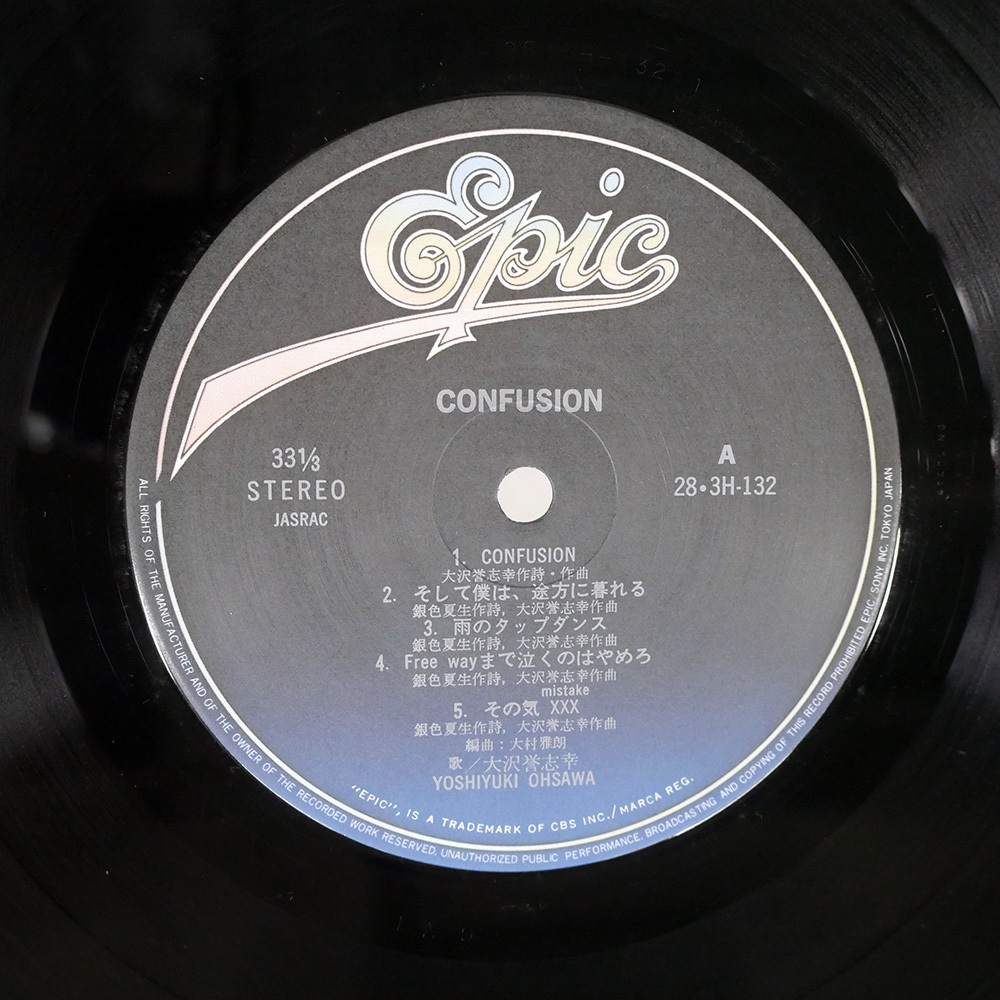 Epic
CONFUSION
33⅓
STEREO
JASRAC
A
28・3H-132
1. CONFUSION
大沢誉志幸作詩・作曲
2. そして僕は、途方に暮れる
銀色夏生作詩, 大沢誉志幸作曲
3. 雨のタップダンス
銀色夏生作詩, 大沢誉志幸作曲
4. Free wayまで泣くのはやめろ
銀色夏生作詩, 大沢誉志幸作曲
mistake
5. その気 XXX
銀色夏生作詩, 大沢誉志幸作曲
編曲：大村雅朗
歌／大沢誉志幸
YOSHIYUKI OHSAWA
"EPIC", IS A TRADEMARK OF CBS INC./MARCA REG.
ALL RIGHTS OF THE MANUFACTURER AND OF THE OWNER OF THE RECORDED WORK RESERVED. UNAUTHORIZED PUBLIC PERFORMANCE, BROADCASTING AND COPYING OF THIS RECORD PROHIBITED EPIC, SONY INC. TOKYO JAPAN